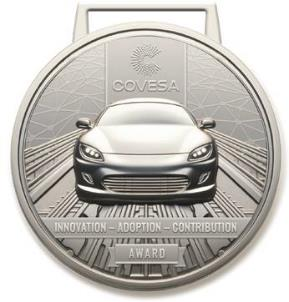 COVESA
INNOVATION – ADOPTION – CONTRIBUTION
AWARD